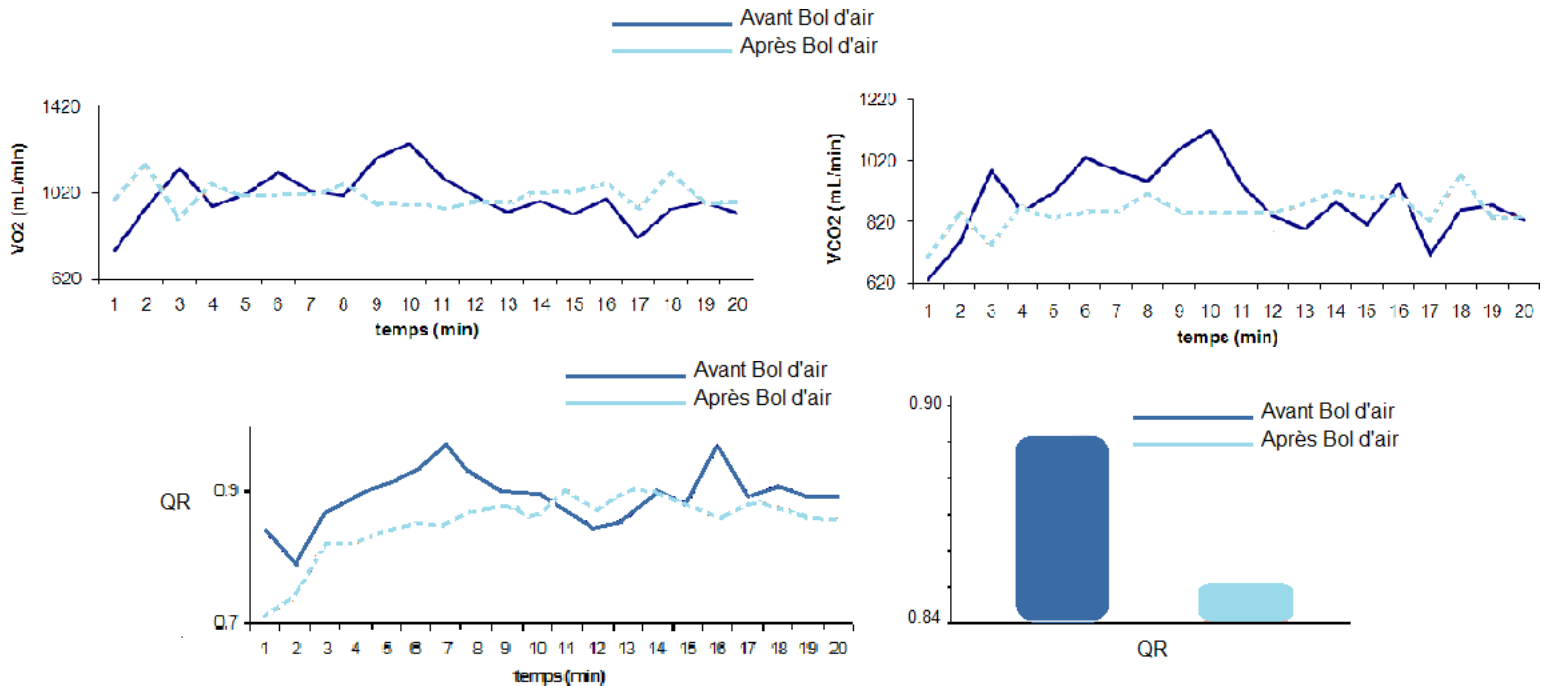 Avant Bol d'air
Après Bol d'air
1420
1020
620
VO2 (mL/min)
1 2 3 4 5 6 7 8 9 10 11 12 13 14 15 16 17 18 19 20
temps (min)
1220
1020
820
620
VCO2 (mL/min)
1 2 3 4 5 6 7 8 9 10 11 12 13 14 15 16 17 18 19 20
temps (min)
Avant Bol d'air
Après Bol d'air
QR
0.9
0.7
1 2 3 4 5 6 7 8 9 10 11 12 13 14 15 16 17 18 19 20
temps (min)
0.90
0.84
Avant Bol d'air
Après Bol d'air
QR